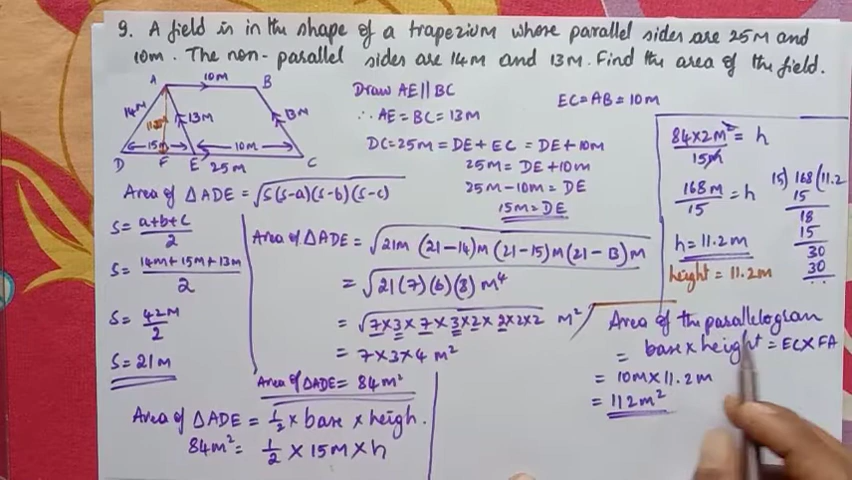 9. A field is in the shape of a trapezium whose parallel sides are 25M and
10m. The non-parallel sides are 14M and 13M. Find the area of the field.
A 10M B
14M 11.2M 13M 13M
D 15M F E 10M C
25M
Draw AE||BC
∴ AE = BC = 13M
EC = AB = 10M
DC = 25M = DE + EC = DE + 10M
25M = DE + 10M
25M - 10M = DE
15M = DE
Area of △ADE = √S(S-a)(S-b)(S-c)
S = a+b+c / 2
S = 14M + 15M + 13M / 2
S = 42M / 2
S = 21M
Area of △ADE = √21M (21-14)M (21-15)M (21-13)M
= √21(7)(6)(8) M⁴
= √7×3×7×3×2×2×2×2 M²
= 7×3×4 M²
Area of △ADE = 84M²
Area of △ADE = 1/2 × base × heigh.
84M² = 1/2 × 15M × h
84×2M² / 15M = h
168M / 15 = h
h = 11.2M
height = 11.2M
15) 168 (11.2
15
18
15
30
30
Area of the parallelogram
= base × height = EC × FA
= 10M × 11.2M
= 112M²